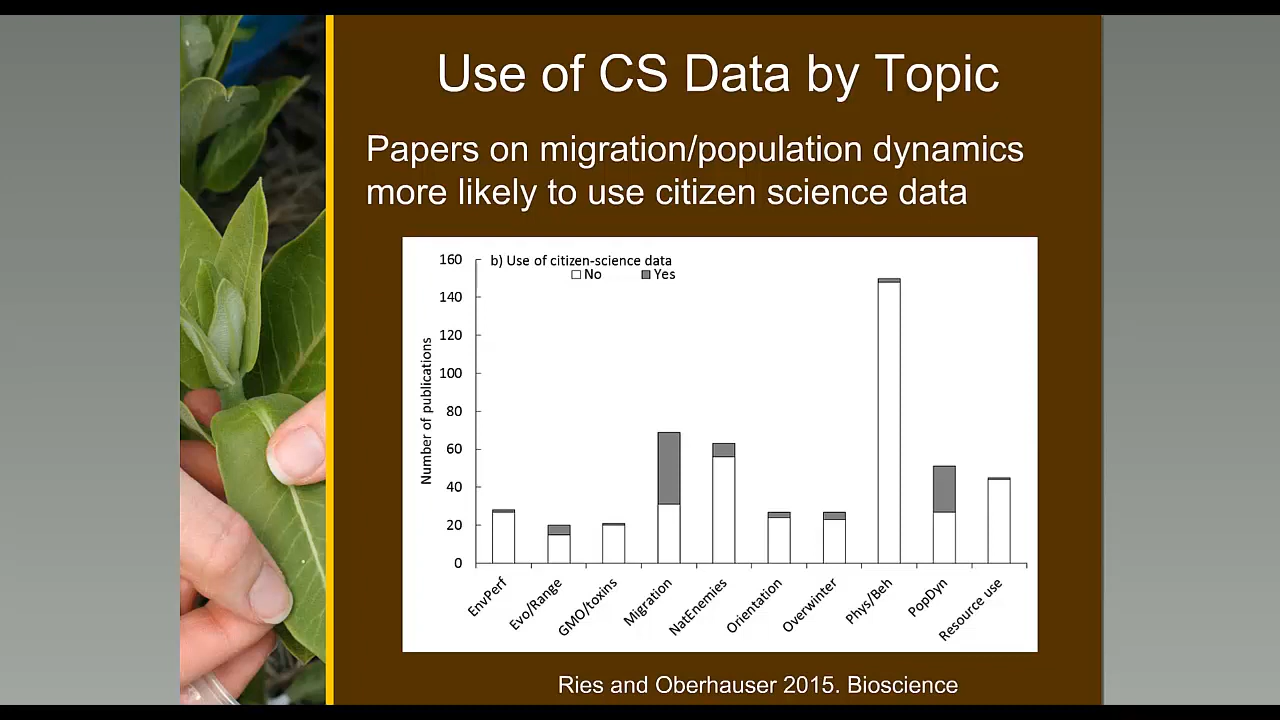 Use of CS Data by Topic
Papers on migration/population dynamics
more likely to use citizen science data
b) Use of citizen-science data
No Yes
Number of publications
160
140
120
100
80
60
40
20
0
EnvPerf
Evo/Range
GMO/toxins
Migration
NatEnemies
Orientation
Overwinter
Phys/Beh
PopDyn
Resource use
Ries and Oberhauser 2015. Bioscience